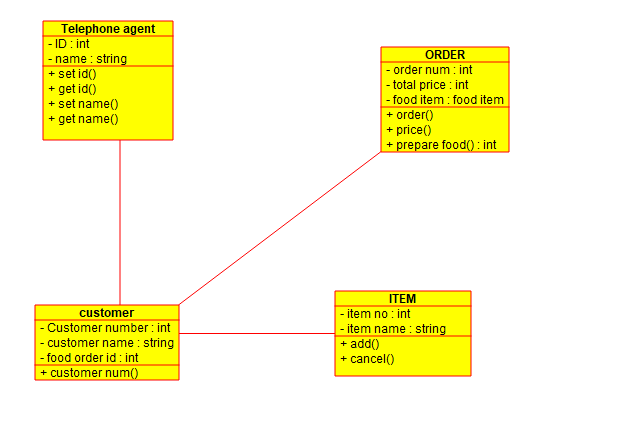 Telephone agent
- ID : int
- name : string
+ set id()
+ get id()
+ set name()
+ get name()
ORDER
- order num : int
- total price : int
- food item : food item
+ order()
+ price()
+ prepare food() : int
customer
- Customer number : int
- customer name : string
- food order id : int
+ customer num()
ITEM
- item no : int
- item name : string
+ add()
+ cancel()